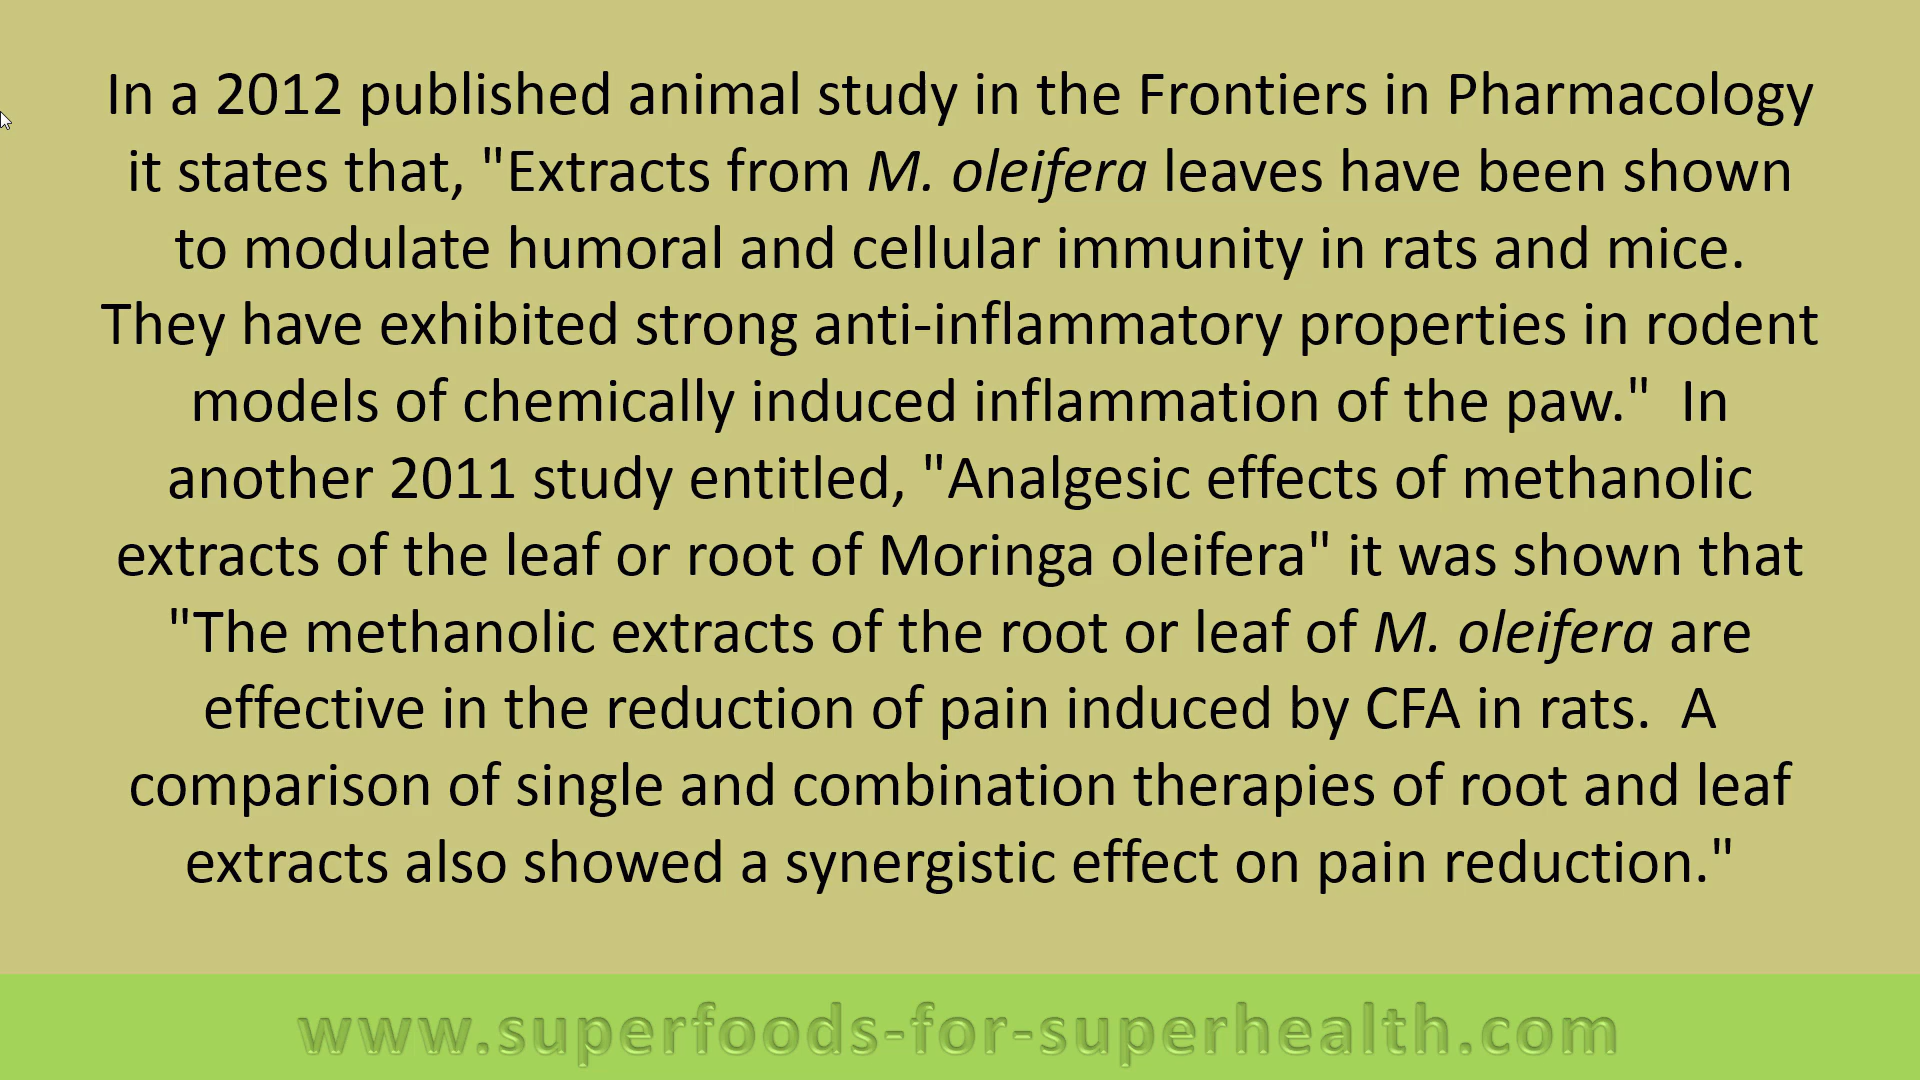 In a 2012 published animal study in the Frontiers in Pharmacology
it states that, "Extracts from M. oleifera leaves have been shown
to modulate humoral and cellular immunity in rats and mice.
They have exhibited strong anti-inflammatory properties in rodent
models of chemically induced inflammation of the paw."  In
another 2011 study entitled, "Analgesic effects of methanolic
extracts of the leaf or root of Moringa oleifera" it was shown that
"The methanolic extracts of the root or leaf of M. oleifera are
effective in the reduction of pain induced by CFA in rats.  A
comparison of single and combination therapies of root and leaf
extracts also showed a synergistic effect on pain reduction."
www.superfoods-for-superhealth.com